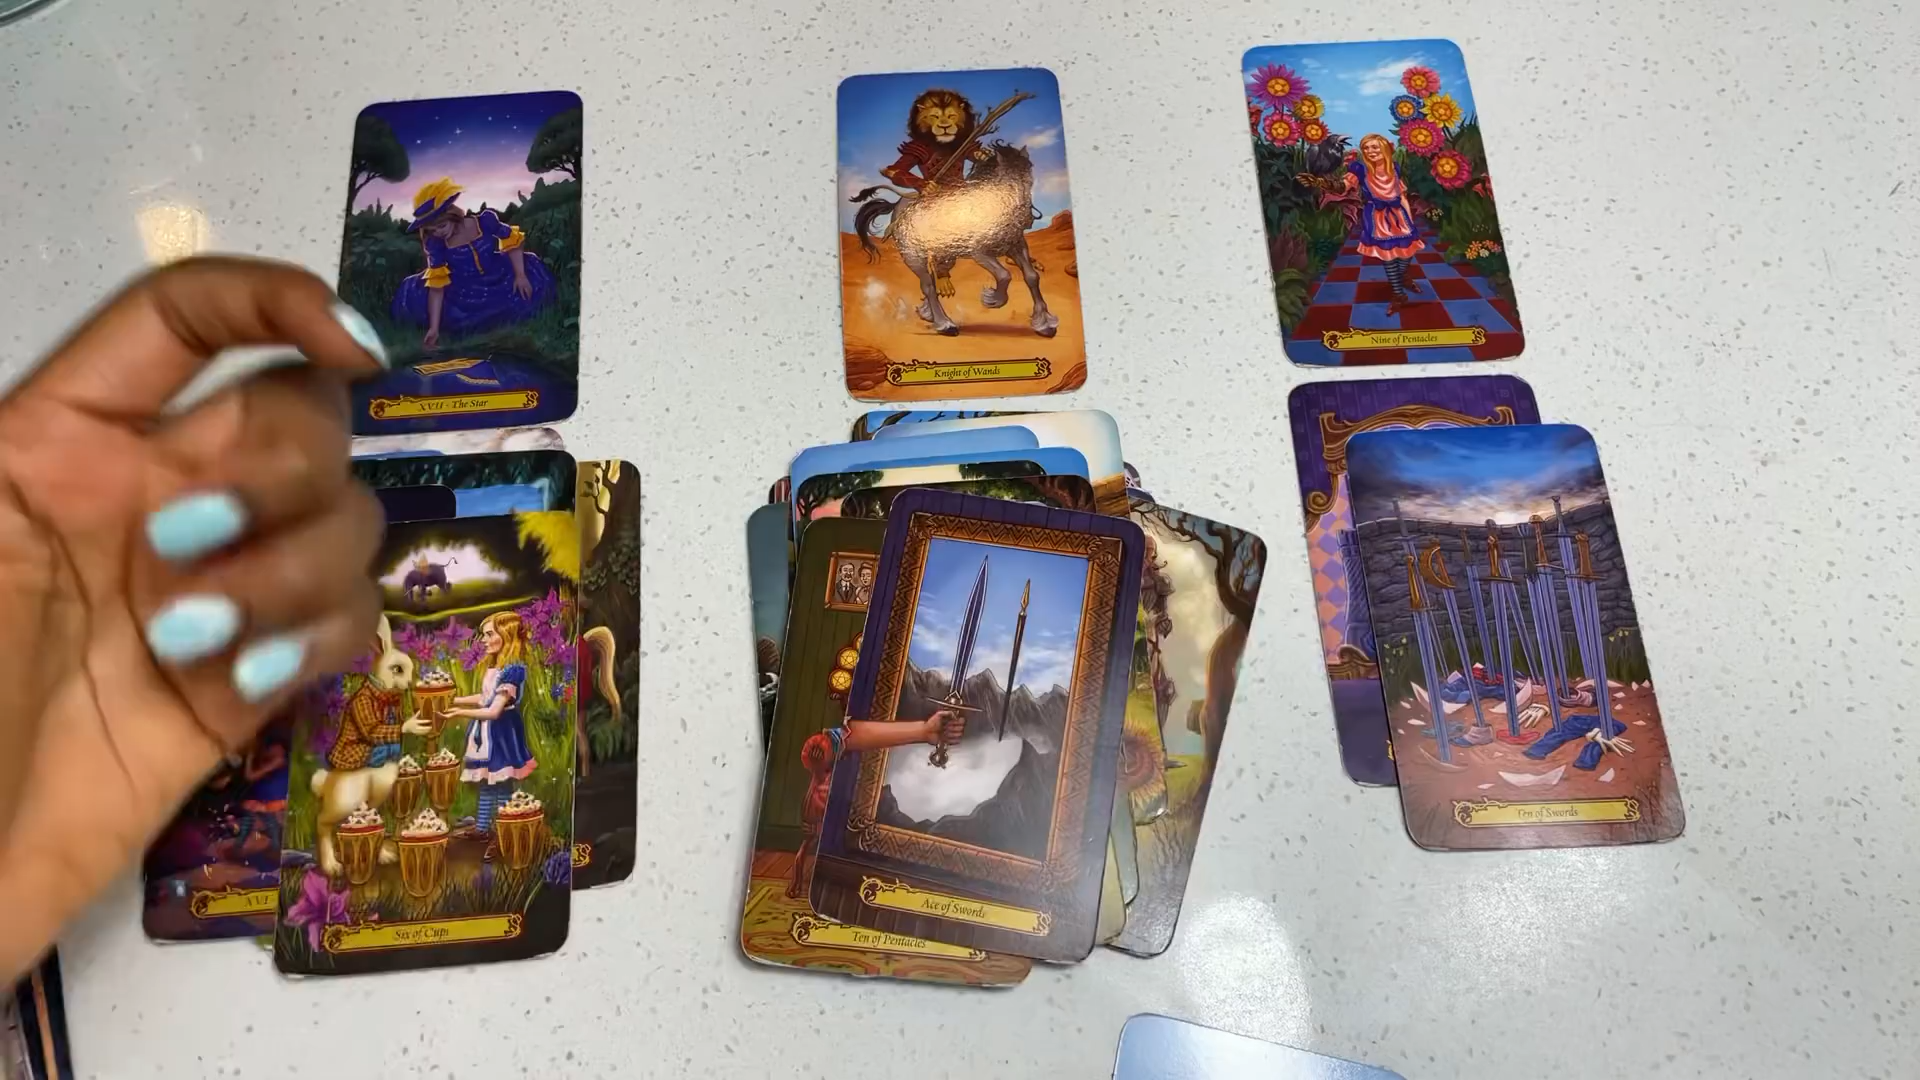 XVII - The Star
Knight of Wands
Nine of Pentacles
XVI
Six of Cups
Ten of Pentacles
Ace of Swords
Ten of Swords